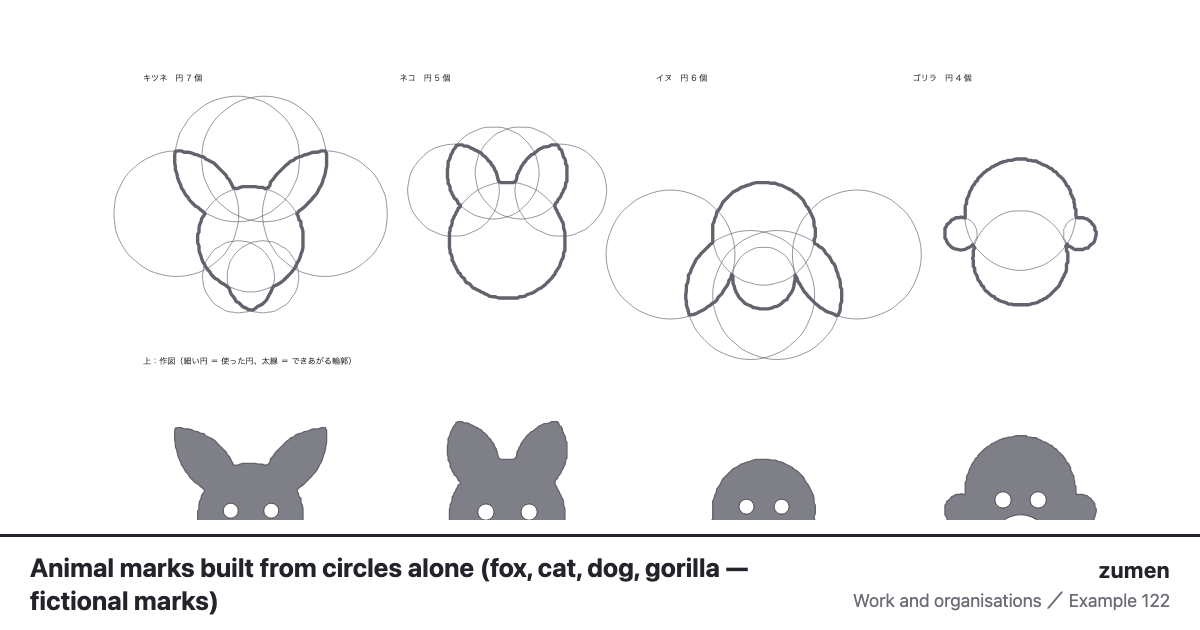 キツネ　円７個
ネコ　円５個
イヌ　円６個
ゴリラ　円４個
上：作図（細い円 ＝ 使った円、太線 ＝ できあがる輪郭）
Animal marks built from circles alone (fox, cat, dog, gorilla —
fictional marks)
zumen
Work and organisations ／ Example 122